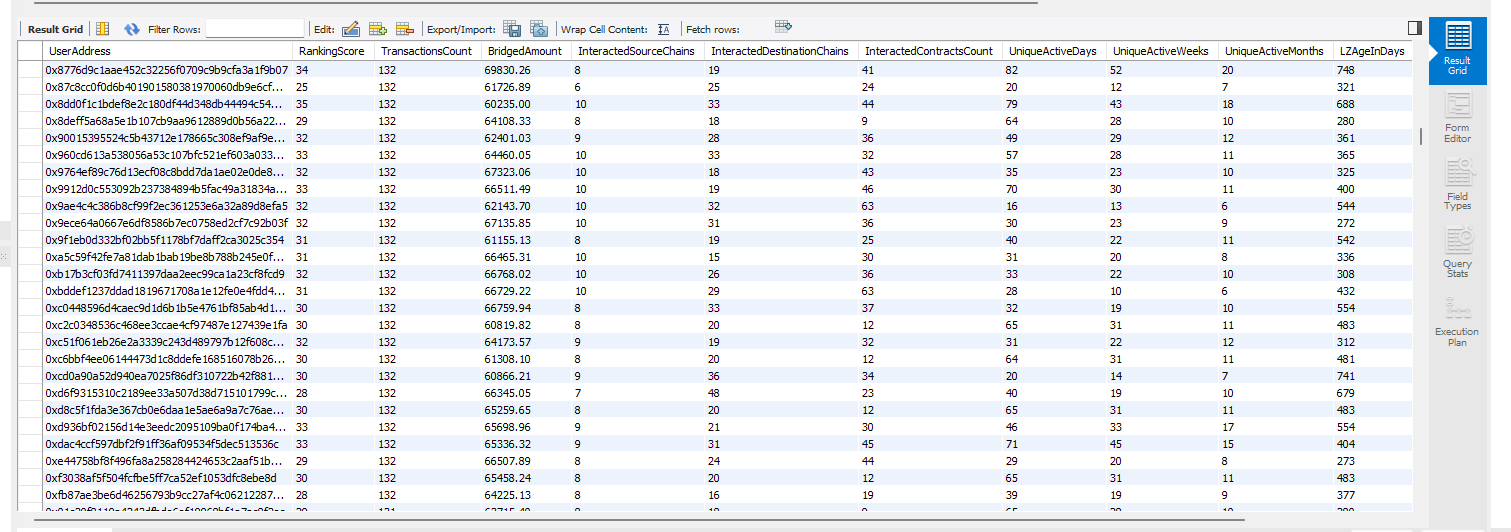 Result Grid Filter Rows: Edit: Export/Import: Wrap Cell Content: Fetch rows:
UserAddress RankingScore TransactionsCount BridgedAmount InteractedSourceChains InteractedDestinationChains InteractedContractsCount UniqueActiveDays UniqueActiveWeeks UniqueActiveMonths LZAgeInDays
0x8776d9c1aae452c32256f0709c9b9cfa3a1f9b07 34 132 69830.26 8 19 41 82 52 20 748
0x87c8cc0f0d6b401901580381970060db9e6cf... 25 132 61726.89 6 25 24 20 12 7 321
0x8dd0f1c1bdef8e2c180df44d348db44494c54... 35 132 60235.00 10 33 44 79 43 18 688
0x8deff5a68a5e1b107cb9aa9612889d0b56a22... 29 132 64108.33 8 18 9 64 28 10 280
0x90015395524c5b43712e178665c308ef9af9e... 32 132 62401.03 9 28 36 49 29 12 361
0x960cd613a538056a53c107bfc521ef603a033... 33 132 64460.05 10 33 32 57 28 11 365
0x9764ef89c76d13ecf08c8bdd7da1ae02e0de8... 32 132 67323.06 10 18 43 35 23 10 325
0x9912d0c553092b237384894b5fac49a31834a... 33 132 66511.49 10 19 46 70 30 11 400
0x9ae4c4c386b8cf99f2ec361253e6a32a89d8efa5 32 132 62143.70 10 32 63 16 13 6 544
0x9ece64a0667e6df8586b7ec0758ed2cf7c92b03f 32 132 67135.85 10 31 36 30 23 9 272
0x9f1eb0d332bf02bb5f1178bf7daff2ca3025c354 31 132 61155.13 8 19 25 40 22 11 542
0xa5c59f42fe7a81dab1bab19be8b788b245e0f... 31 132 66465.31 10 15 30 31 20 8 336
0xb17b3cf03fd7411397daa2eec99ca1a23cf8fcd9 32 132 66768.02 10 26 36 33 22 10 308
0xbddef1237ddad1819671708a1e12fe0e4fdd4... 31 132 66729.22 10 29 63 28 10 6 432
0xc0448596d4caec9d1d6b1b5e4761bf85ab4d1... 30 132 66759.94 8 33 37 32 19 10 554
0xc2c0348536c468ee3ccae4cf97487e127439e1fa 30 132 60819.82 8 20 12 65 31 11 483
0xc51f061eb26e2a3339c243d489797b12f608c... 32 132 64173.57 9 19 32 31 22 12 312
0xc6bbf4ee06144473d1c8ddefe168516078b26... 30 132 61308.10 8 20 12 64 31 11 481
0xcd0a90a52d940ea7025f86df310722b42f881... 30 132 60866.21 9 36 34 20 14 7 741
0xd6f9315310c2189ee33a507d38d715101799c... 28 132 66345.05 7 48 23 40 19 10 679
0xd8c5f1fda3e367cb0e6daa1e5ae6a9a7c76ae... 30 132 65259.65 8 20 12 65 31 11 483
0xd936bf02156d14e3eedc2095109ba0f174ba4... 33 132 65698.96 9 21 30 46 33 17 554
0xdac4ccf597dbf2f91ff36af09534f5dec513536c 33 132 65336.32 9 31 45 71 45 15 404
0xe44758bf8f496fa8a258284424653c2aaf51b... 29 132 66507.89 8 24 44 29 20 8 273
0xf3038af5f504fcfbe5ff7ca52ef1053dfc8ebe8d 30 132 65458.24 8 20 12 65 31 11 483
0xfb87ae3be6d46256793b9cc27af4c06212287... 28 132 64225.13 8 16 19 39 19 9 377
Result
Grid
Form
Editor
Field
Types
Query
Stats
Execution
Plan